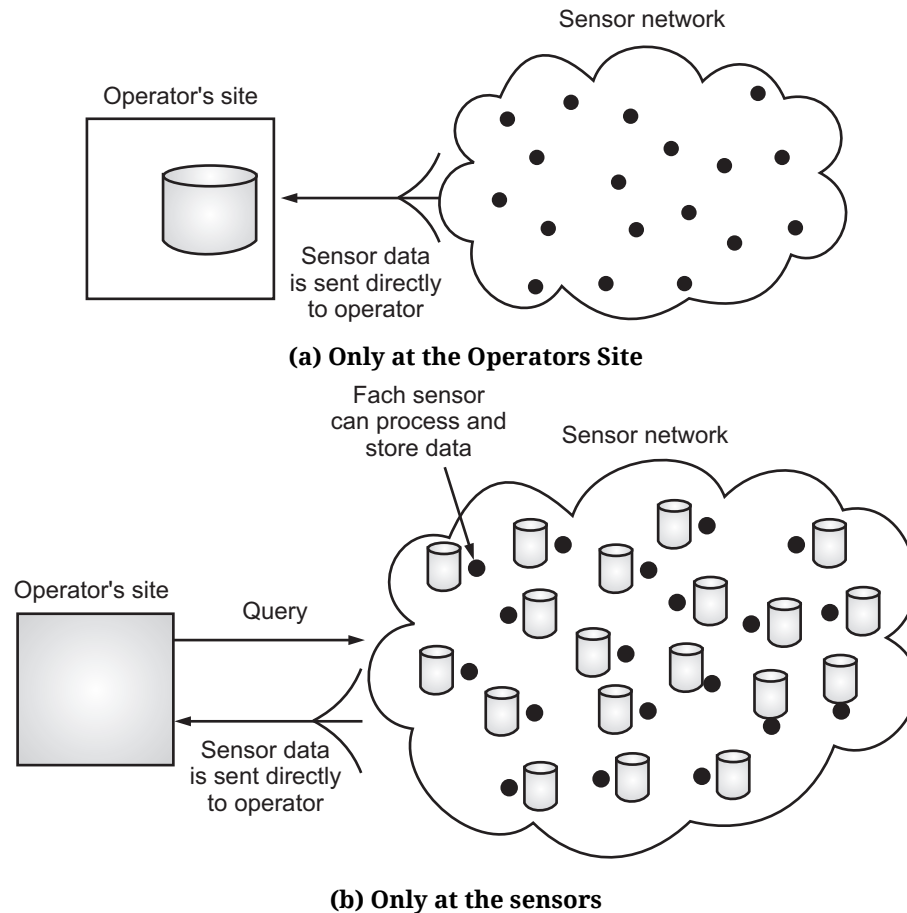 Sensor network
Operator's site
Sensor data
is sent directly
to operator
(a) Only at the Operators Site
Fach sensor
can process and
store data
Sensor network
Operator's site
Query
Sensor data
is sent directly
to operator
(b) Only at the sensors